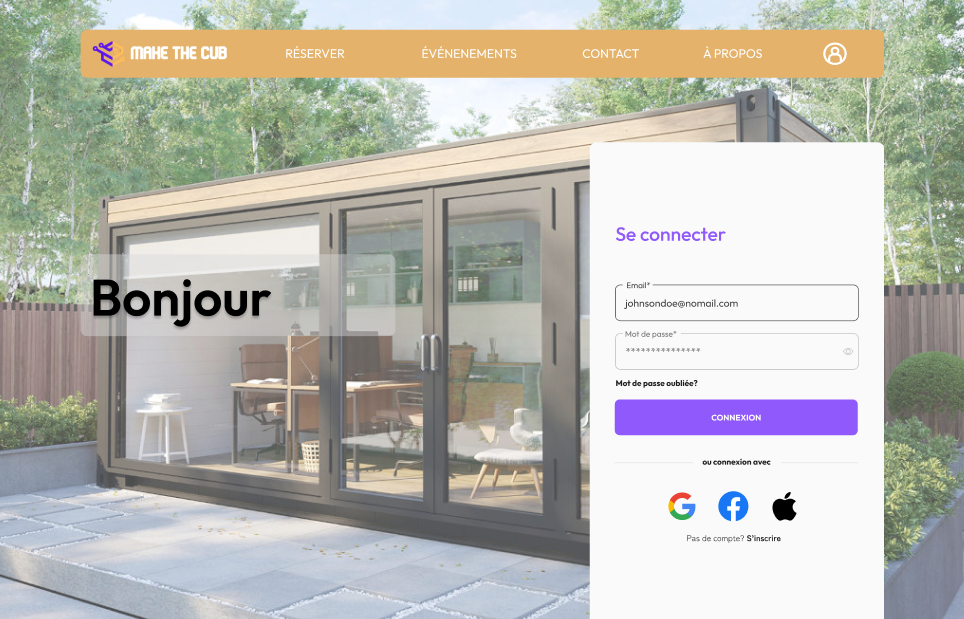 MAKE THE CUB
RÉSERVER
ÉVÉNENEMENTS
CONTACT
À PROPOS
Bonjour
Se connecter
Email*
johnsondoe@nomail.com
Mot de passe*
***************
Mot de passe oubliée?
CONNEXION
ou connexion avec
Pas de compte? S'inscrire